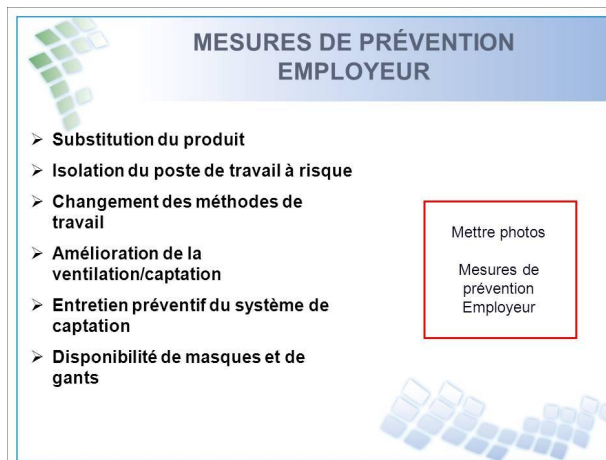 MESURES DE PRÉVENTION
EMPLOYEUR
➢ Substitution du produit
➢ Isolation du poste de travail à risque
➢ Changement des méthodes de
travail
➢ Amélioration de la
ventilation/captation
➢ Entretien préventif du système de
captation
➢ Disponibilité de masques et de
gants
Mettre photos
Mesures de
prévention
Employeur